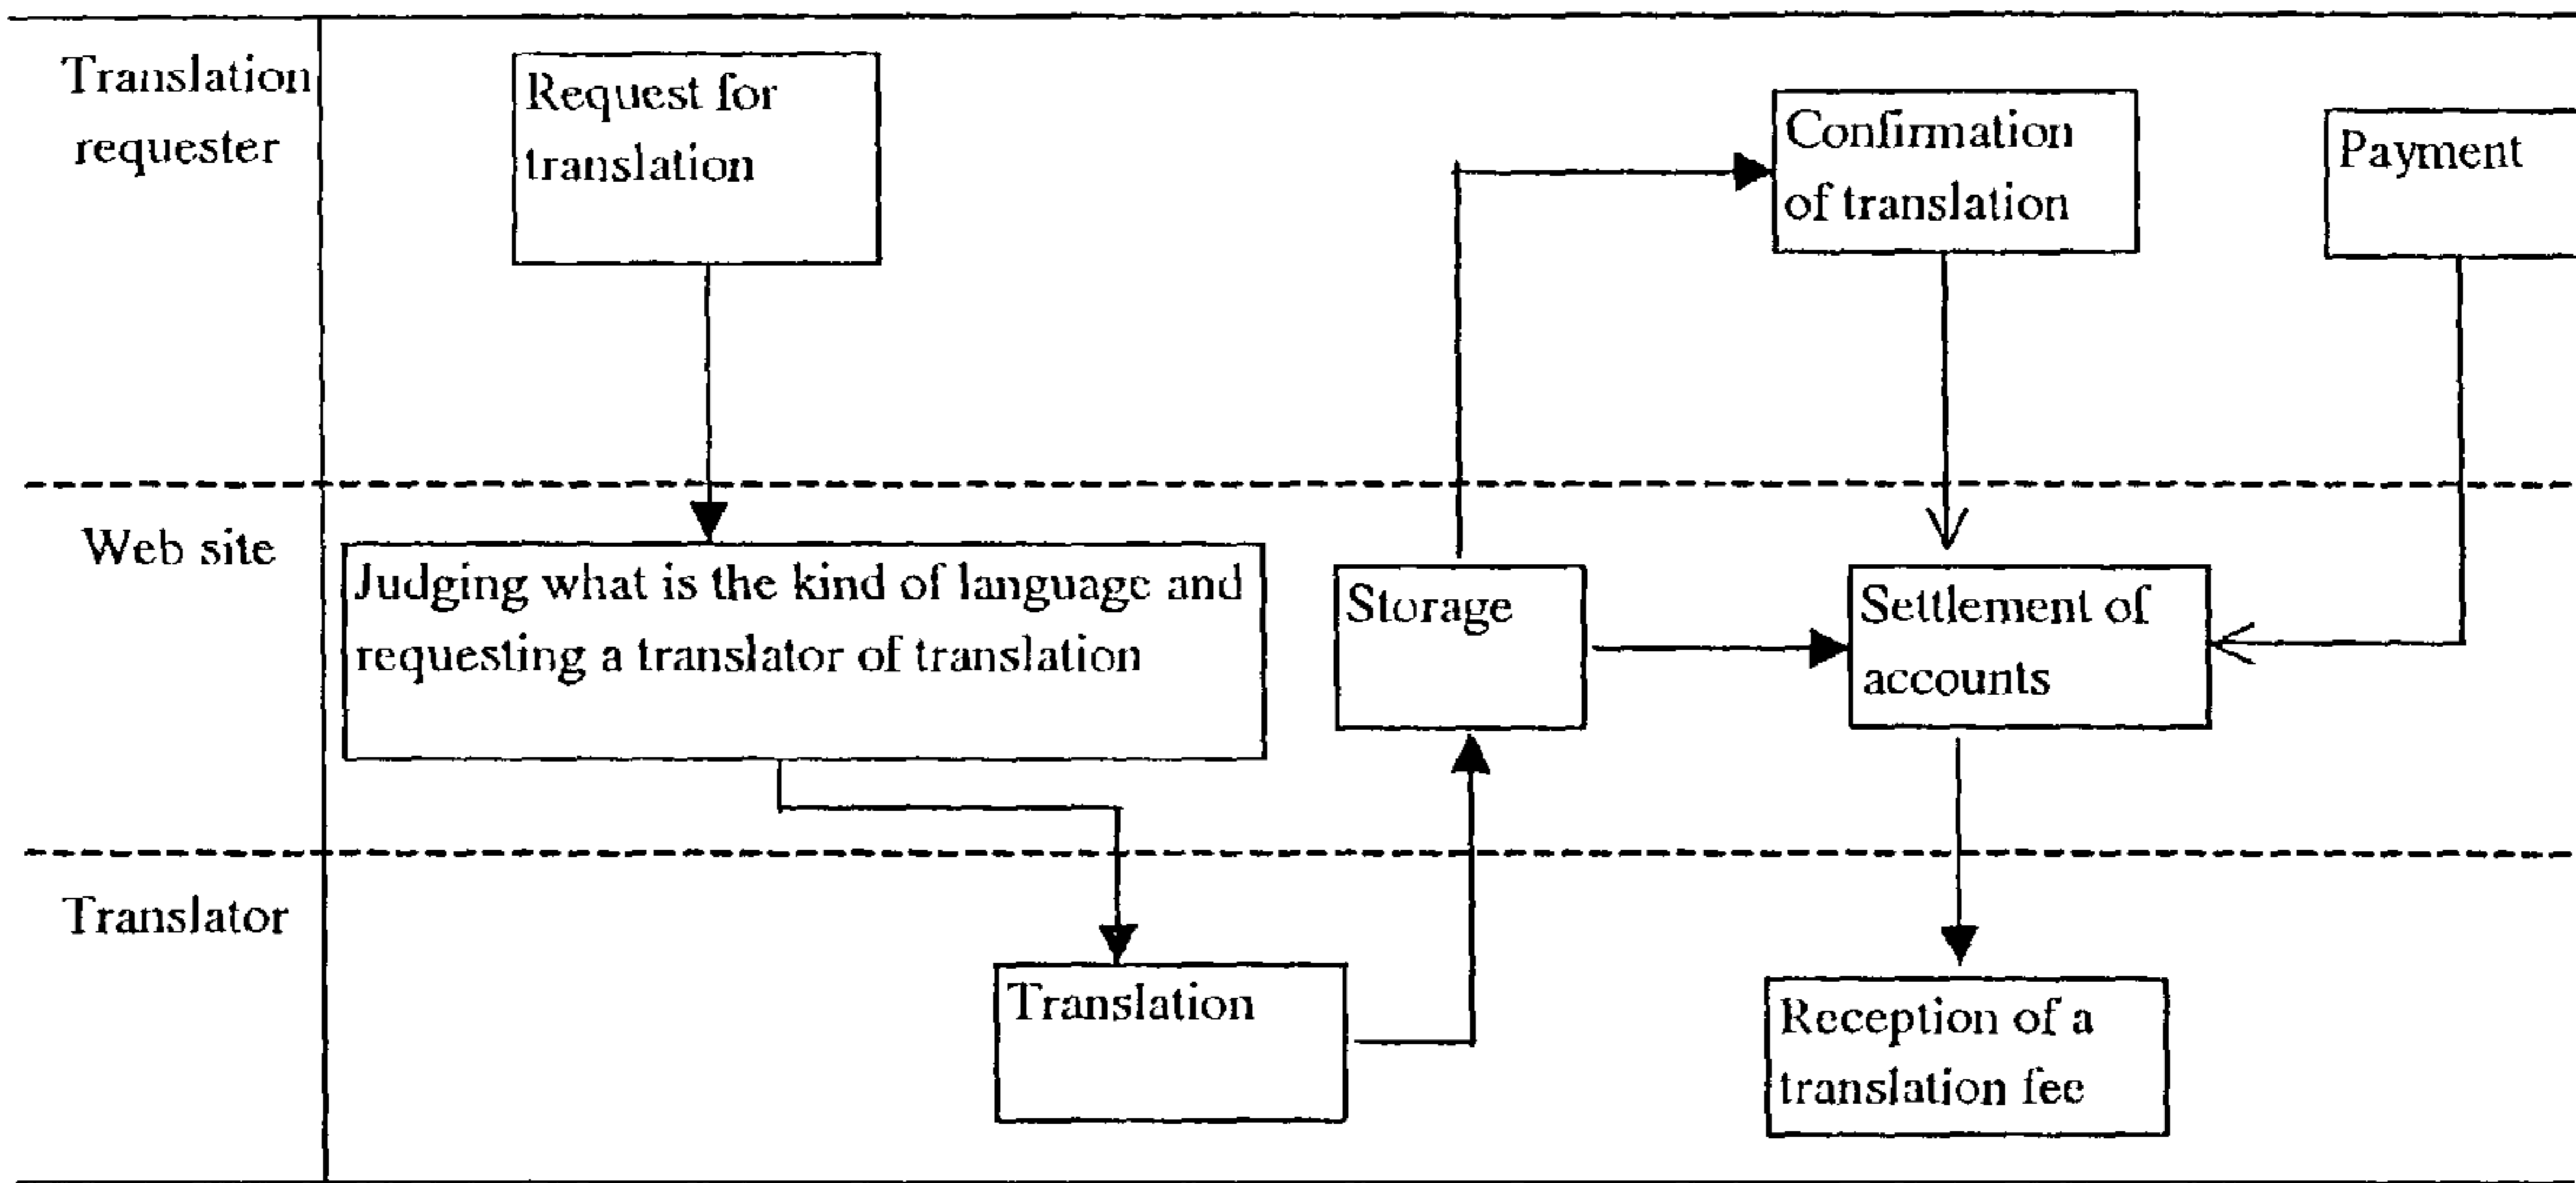 Translation
requester
Request for
translation
Confirmation
of translation
Payment
Web site
Judging what is the kind of language and
requesting a translator of translation
Storage
Settlement of
accounts
Translator
Translation
Reception of a
translation fee